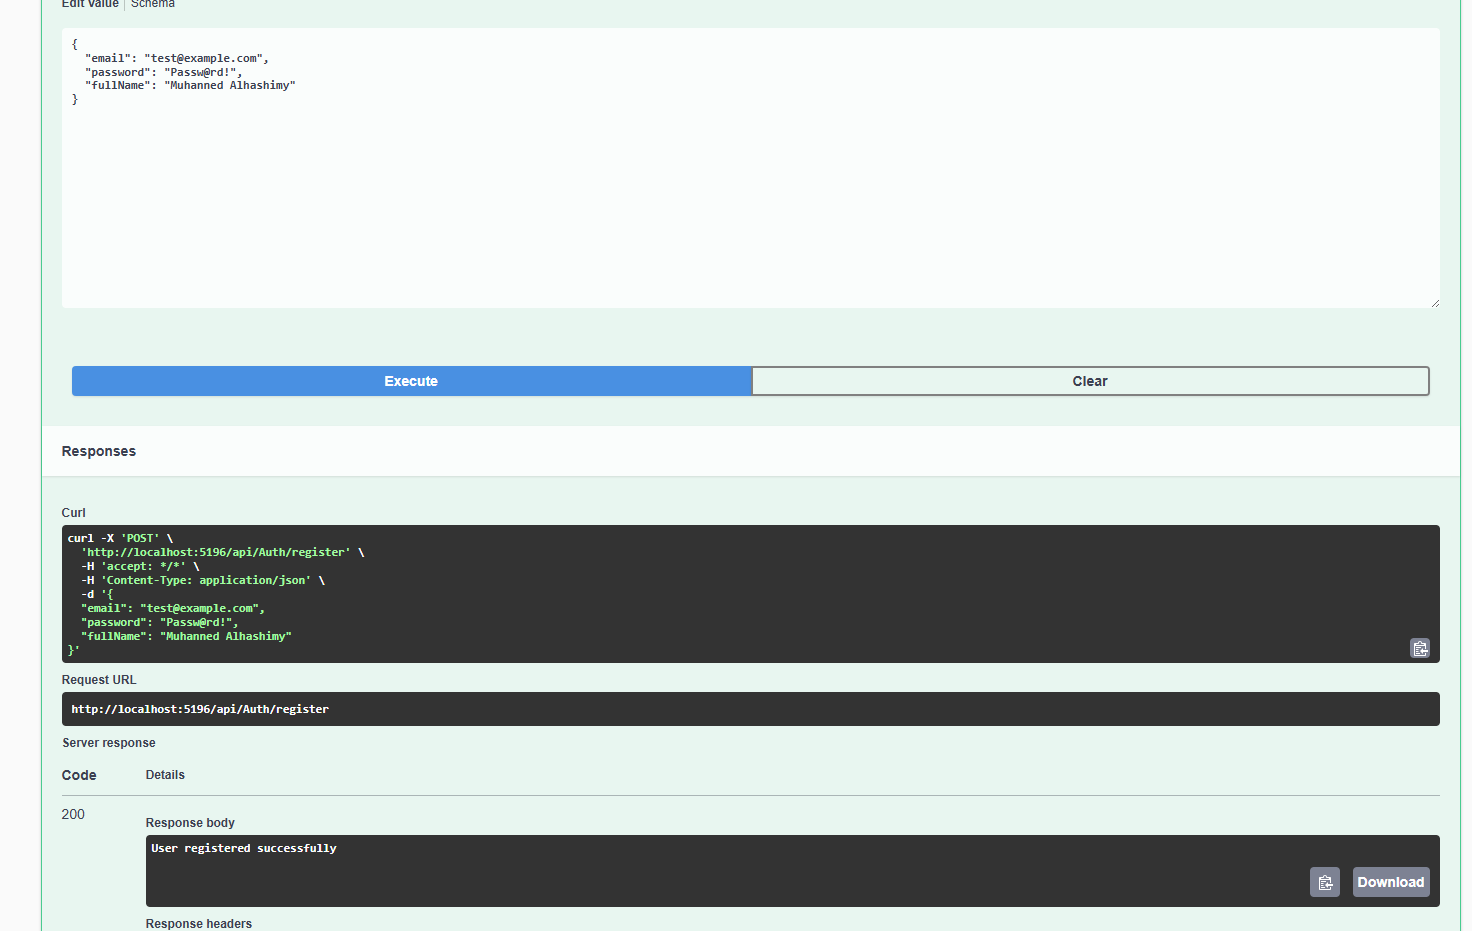 Edit Value | Schema
{
  "email": "test@example.com",
  "password": "Passw@rd!",
  "fullName": "Muhanned Alhashimy"
}
Execute
Clear
Responses
Curl
curl -X 'POST' \
  'http://localhost:5196/api/Auth/register' \
  -H 'accept: */*' \
  -H 'Content-Type: application/json' \
  -d '{
  "email": "test@example.com",
  "password": "Passw@rd!",
  "fullName": "Muhanned Alhashimy"
}'
Request URL
http://localhost:5196/api/Auth/register
Server response
Code Details
200
Response body
User registered successfully
Download
Response headers